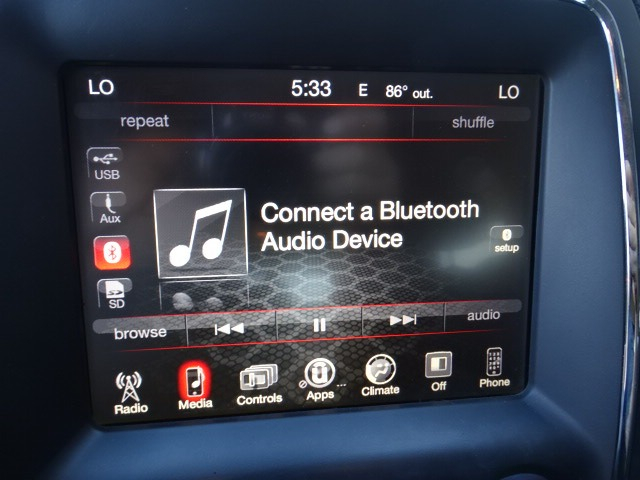 LO 5:33 E 86° out. LO
repeat shuffle
USB
Aux
Connect a Bluetooth
Audio Device
setup
SD
browse audio
Radio Media Controls Apps ... Climate Off Phone